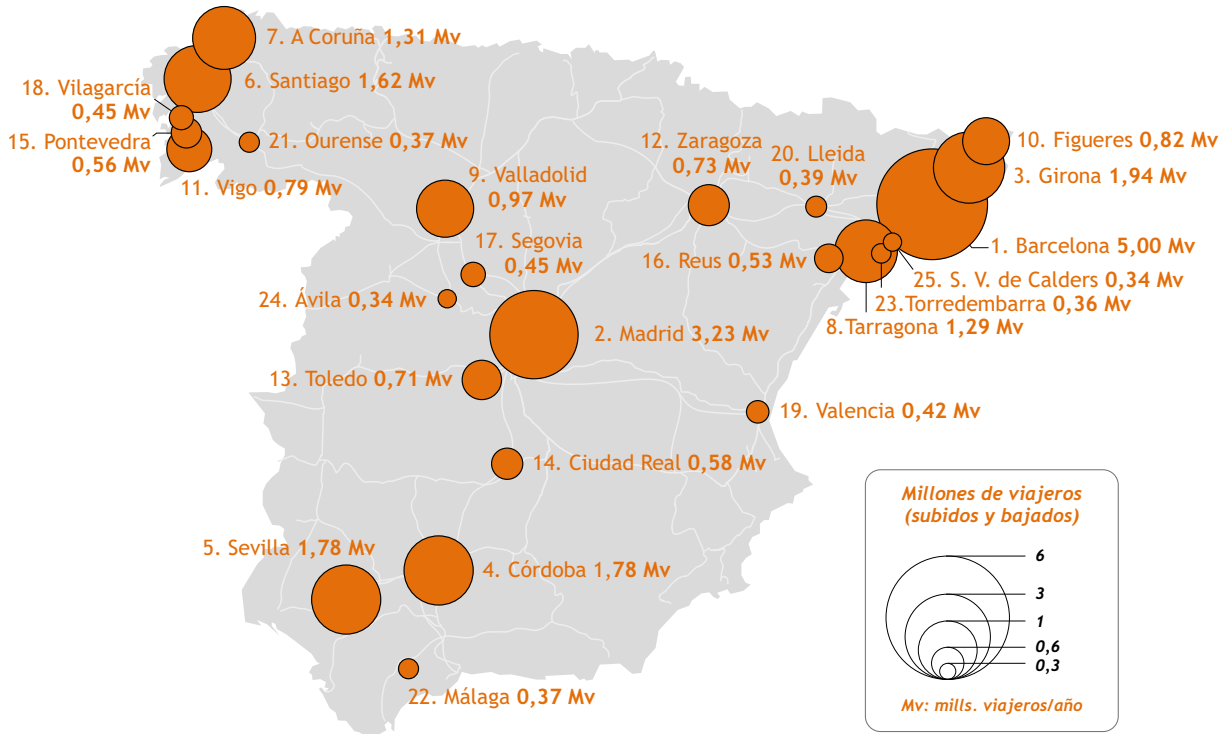 7. A Coruña 1,31 Mv
6. Santiago 1,62 Mv
18. Vilagarcía
0,45 Mv
15. Pontevedra
0,56 Mv
11. Vigo 0,79 Mv
21. Ourense 0,37 Mv
9. Valladolid
0,97 Mv
17. Segovia
0,45 Mv
24. Ávila 0,34 Mv
12. Zaragoza
0,73 Mv
20. Lleida
0,39 Mv
10. Figueres 0,82 Mv
3. Girona 1,94 Mv
1. Barcelona 5,00 Mv
16. Reus 0,53 Mv
25. S. V. de Calders 0,34 Mv
23.Torredembarra 0,36 Mv
8.Tarragona 1,29 Mv
2. Madrid 3,23 Mv
13. Toledo 0,71 Mv
19. Valencia 0,42 Mv
14. Ciudad Real 0,58 Mv
5. Sevilla 1,78 Mv
4. Córdoba 1,78 Mv
22. Málaga 0,37 Mv
Millones de viajeros
(subidos y bajados)
6
3
1
0,6
0,3
Mv: mills. viajeros/año